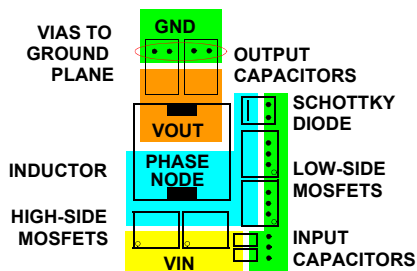 GND
VIAS TO
GROUND
PLANE
OUTPUT
CAPACITORS
SCHOTTKY
DIODE
VOUT
INDUCTOR
PHASE
NODE
LOW-SIDE
MOSFETS
HIGH-SIDE
MOSFETS
INPUT
CAPACITORS
VIN